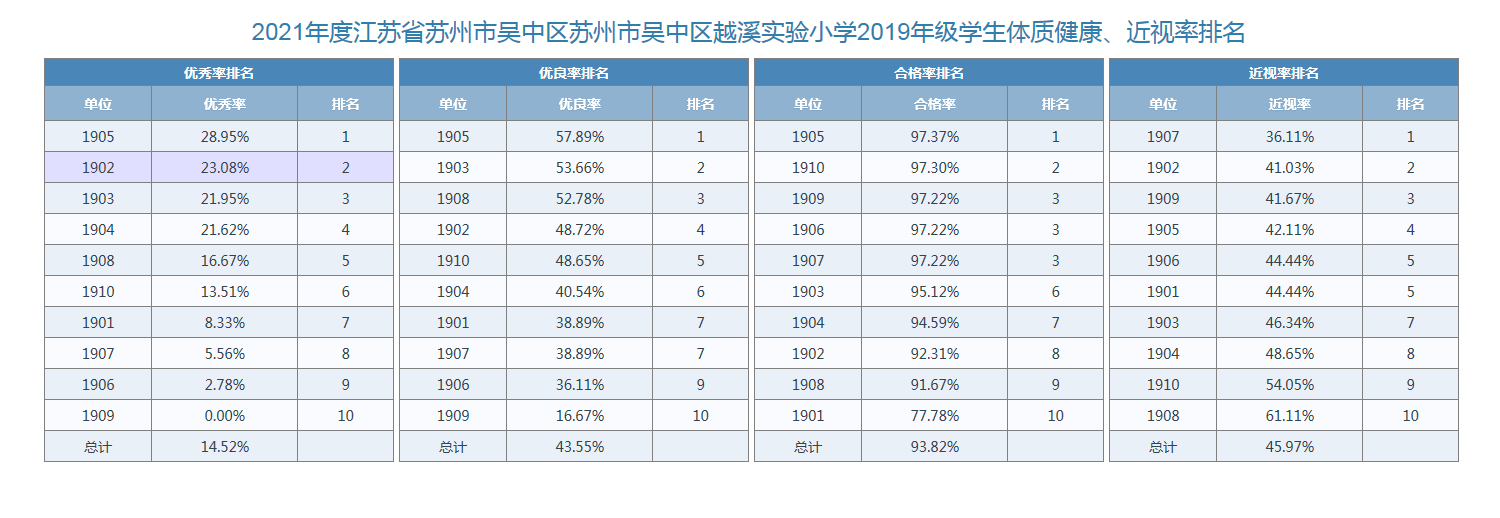 2021年度江苏省苏州市吴中区苏州市吴中区越溪实验小学2019年级学生体质健康、近视率排名
优秀率排名 优良率排名 合格率排名 近视率排名
单位 优秀率 排名 单位 优良率 排名 单位 合格率 排名 单位 近视率 排名
1905 28.95% 1 1905 57.89% 1 1905 97.37% 1 1907 36.11% 1
1902 23.08% 2 1903 53.66% 2 1910 97.30% 2 1902 41.03% 2
1903 21.95% 3 1908 52.78% 3 1909 97.22% 3 1909 41.67% 3
1904 21.62% 4 1902 48.72% 4 1906 97.22% 3 1905 42.11% 4
1908 16.67% 5 1910 48.65% 5 1907 97.22% 3 1906 44.44% 5
1910 13.51% 6 1904 40.54% 6 1903 95.12% 6 1901 44.44% 5
1901 8.33% 7 1901 38.89% 7 1904 94.59% 7 1903 46.34% 7
1907 5.56% 8 1907 38.89% 7 1902 92.31% 8 1904 48.65% 8
1906 2.78% 9 1906 36.11% 9 1908 91.67% 9 1910 54.05% 9
1909 0.00% 10 1909 16.67% 10 1901 77.78% 10 1908 61.11% 10
总计 14.52% 总计 43.55% 总计 93.82% 总计 45.97%